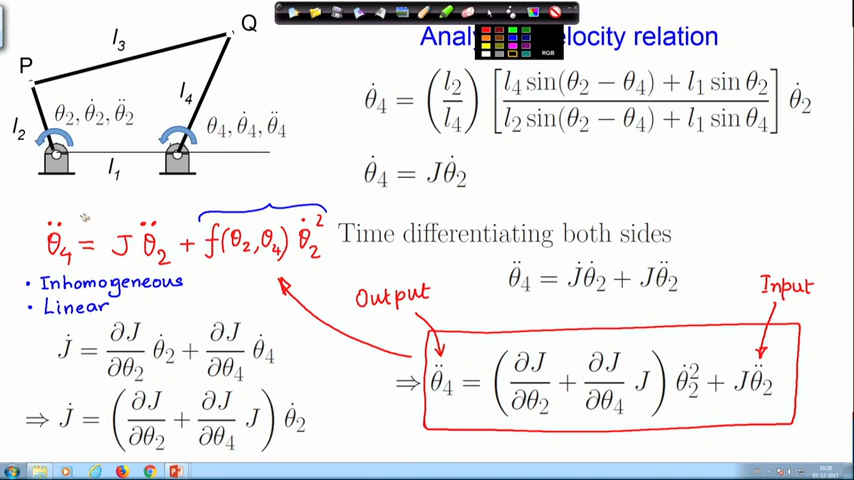 Q
l₃
P
l₄
l₂
θ₂, θ̇₂, θ̈₂
θ₄, θ̇₄, θ̈₄
l₁
RGB
Analy elocity relation
θ̇₄ = (l₂/l₄) [(l₄ sin(θ₂ − θ₄) + l₁ sin θ₂)/(l₂ sin(θ₂ − θ₄) + l₁ sin θ₄)] θ̇₂
θ̇₄ = Jθ̇₂
θ̈₄ = J θ̈₂ + f(θ₂, θ₄) θ̇₂²
Time differentiating both sides
θ̈₄ = J̇θ̇₂ + Jθ̈₂
• Inhomogeneous
• Linear
Output
Input
J̇ = ∂J/∂θ₂ θ̇₂ + ∂J/∂θ₄ θ̇₄
⇒ θ̈₄ = (∂J/∂θ₂ + ∂J/∂θ₄ J) θ̇₂² + Jθ̈₂
⇒ J̇ = (∂J/∂θ₂ + ∂J/∂θ₄ J) θ̇₂